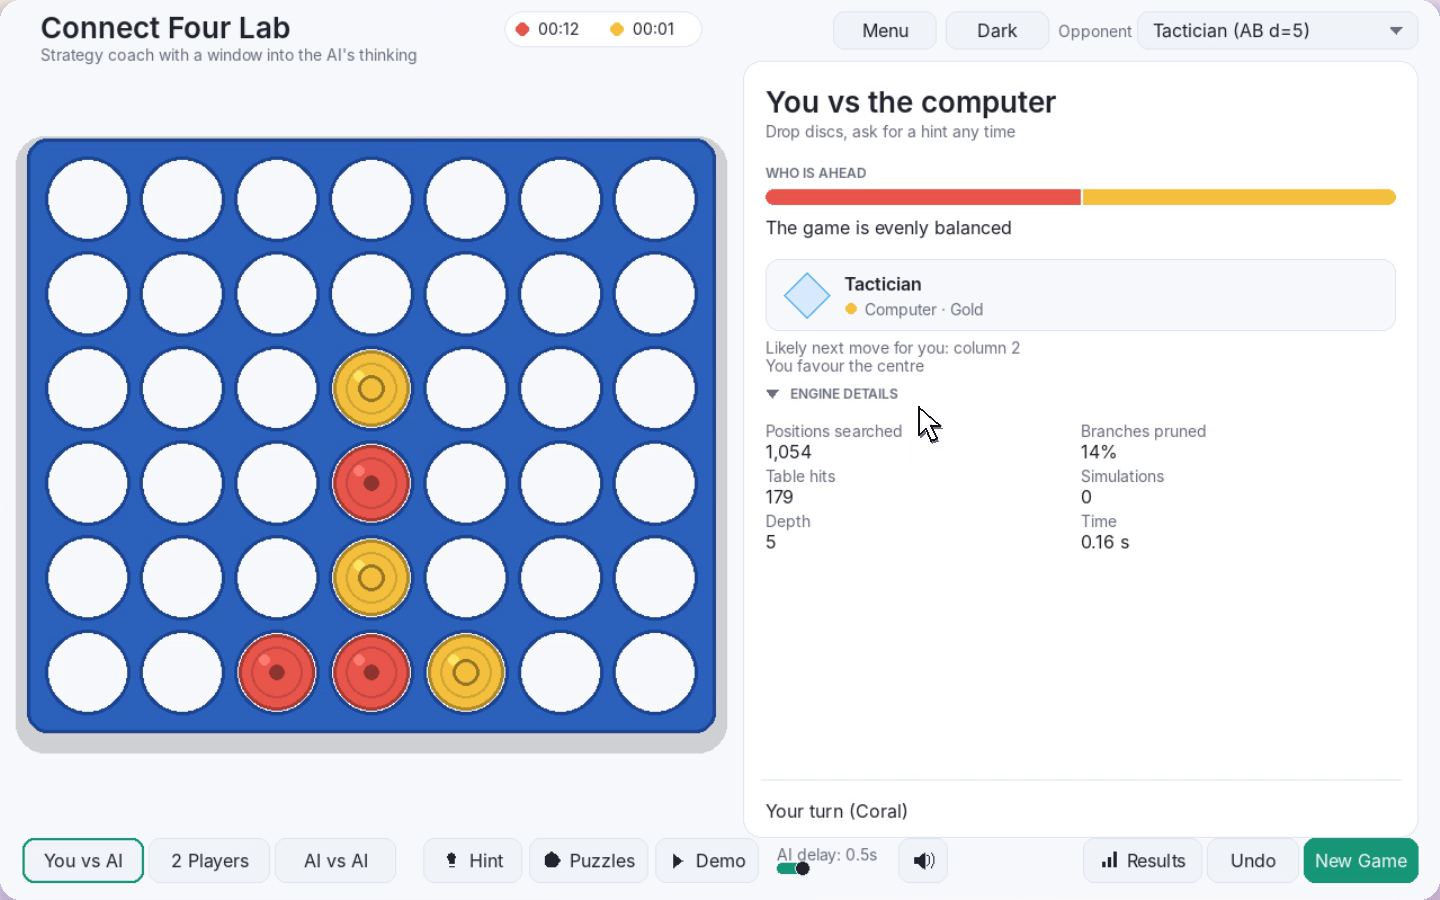 Connect Four Lab
Strategy coach with a window into the AI's thinking
00:12
00:01
Menu
Dark
Opponent
Tactician (AB d=5)
You vs the computer
Drop discs, ask for a hint any time
WHO IS AHEAD
The game is evenly balanced
Tactician
Computer · Gold
Likely next move for you: column 2
You favour the centre
ENGINE DETAILS
Positions searched
1,054
Branches pruned
14%
Table hits
179
Simulations
0
Depth
5
Time
0.16 s
Your turn (Coral)
You vs AI
2 Players
AI vs AI
Hint
Puzzles
Demo
AI delay: 0.5s
Results
Undo
New Game